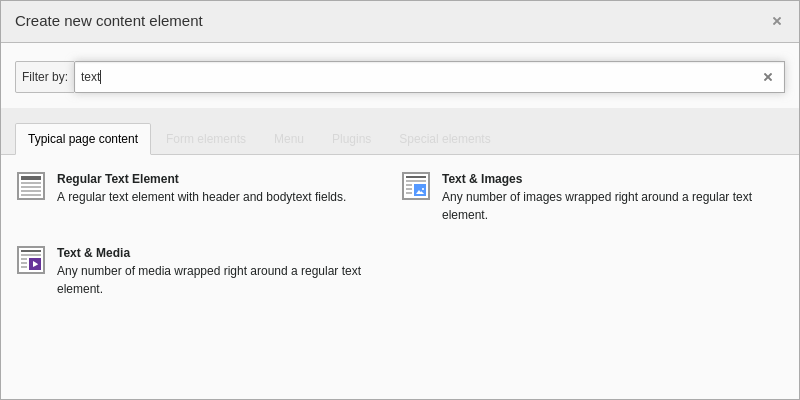 Create new content element
×
Filter by:
text
×
Typical page content
Form elements
Menu
Plugins
Special elements
Regular Text Element
A regular text element with header and bodytext fields.
Text & Images
Any number of images wrapped right around a regular text
element.
Text & Media
Any number of media wrapped right around a regular text
element.